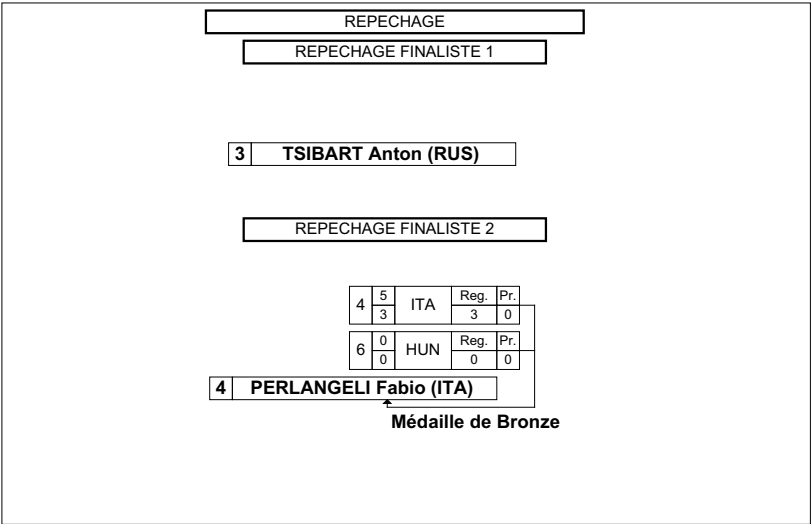 REPECHAGE
REPECHAGE FINALISTE 1
3 TSIBART Anton (RUS)
REPECHAGE FINALISTE 2
4 5 ITA Reg. Pr.
3 3 0
6 0 HUN Reg. Pr.
0 0 0
4 PERLANGELI Fabio (ITA)
Médaille de Bronze